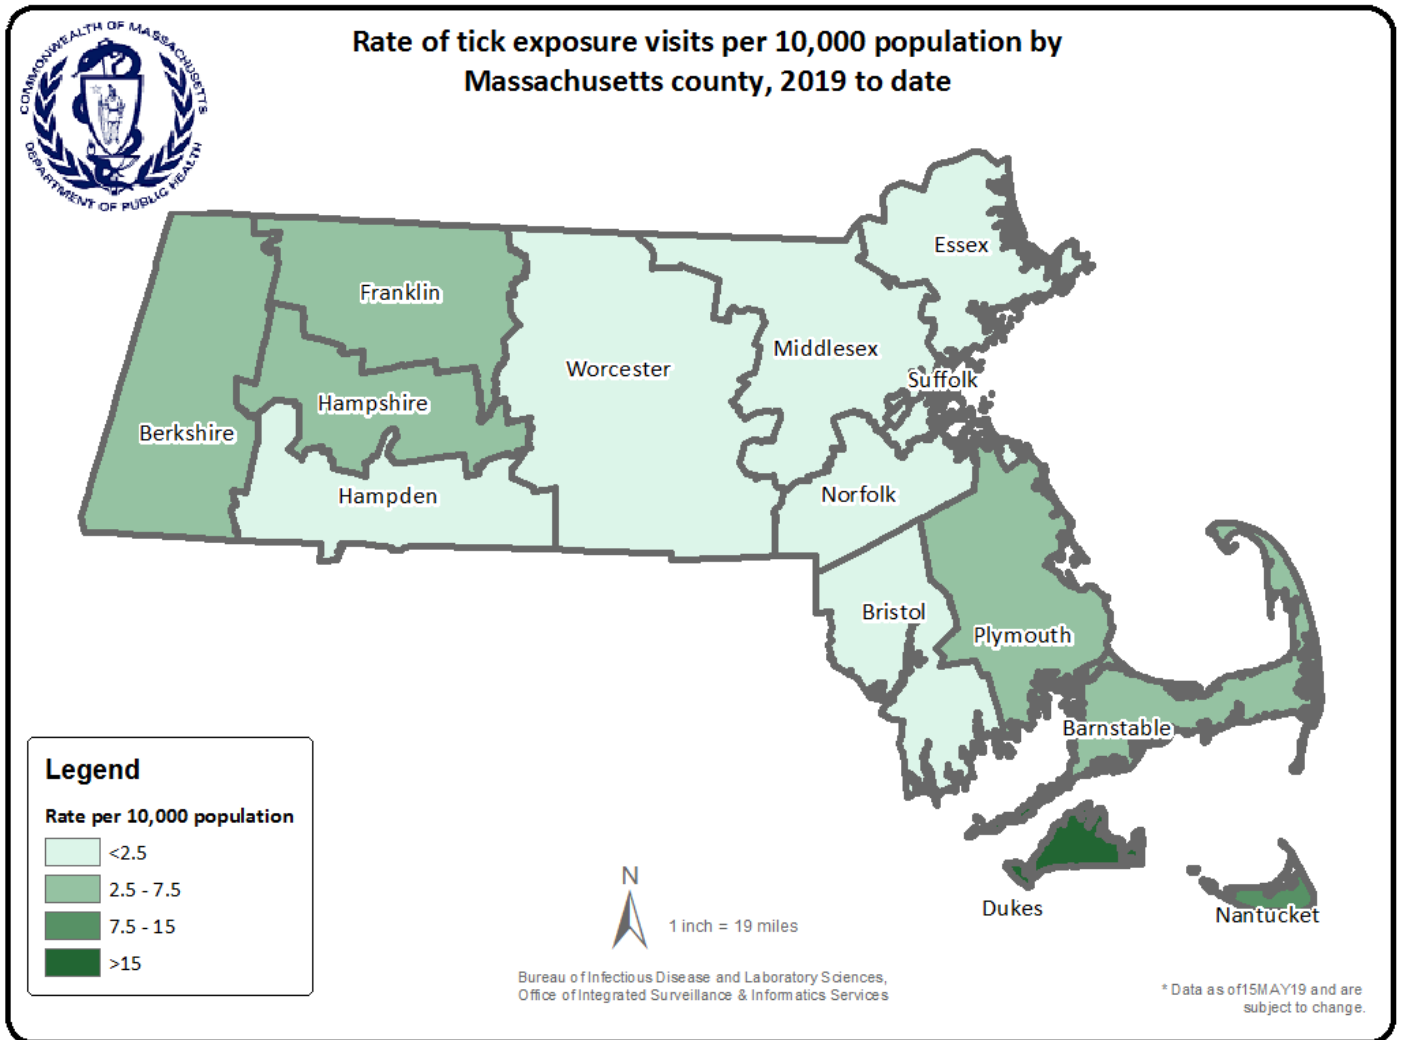 COMMONWEALTH OF MASSACHUSETTS
DEPARTMENT OF PUBLIC HEALTH
Rate of tick exposure visits per 10,000 population by
Massachusetts county, 2019 to date
Essex
Franklin
Middlesex
Worcester
Suffolk
Hampshire
Berkshire
Hampden
Norfolk
Bristol
Plymouth
Barnstable
Dukes
Nantucket
Legend
Rate per 10,000 population
<2.5
2.5 - 7.5
7.5 - 15
>15
N
1 inch = 19 miles
Bureau of Infectious Disease and Laboratory Sciences,
Office of Integrated Surveillance & Informatics Services
* Data as of15MAY19 and are
subject to change.